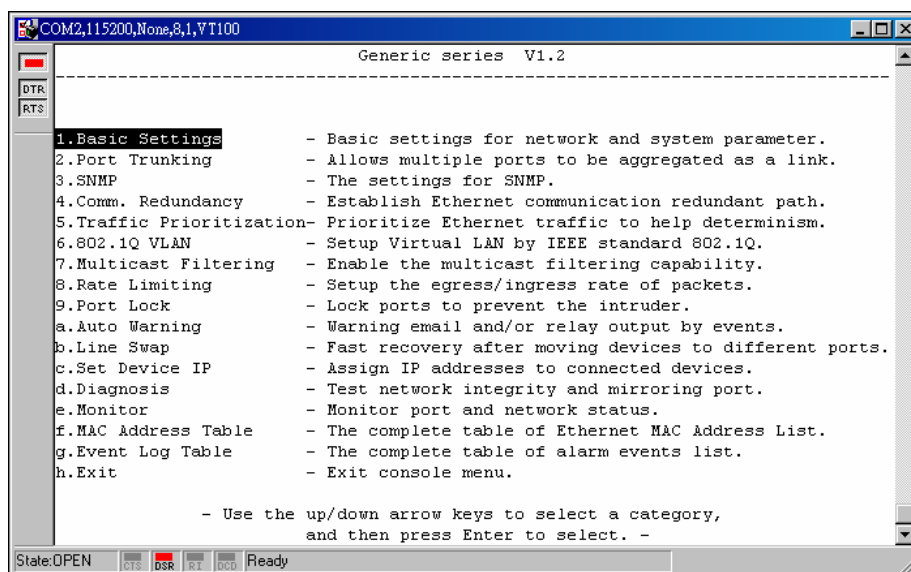 COM2,115200,None,8,1,VT100
Generic series V1.2
DTR
RTS
1.Basic Settings - Basic settings for network and system parameter.
2.Port Trunking - Allows multiple ports to be aggregated as a link.
3.SNMP - The settings for SNMP.
4.Comm. Redundancy - Establish Ethernet communication redundant path.
5.Traffic Prioritization- Prioritize Ethernet traffic to help determinism.
6.802.1Q VLAN - Setup Virtual LAN by IEEE standard 802.1Q.
7.Multicast Filtering - Enable the multicast filtering capability.
8.Rate Limiting - Setup the egress/ingress rate of packets.
9.Port Lock - Lock ports to prevent the intruder.
a.Auto Warning - Warning email and/or relay output by events.
b.Line Swap - Fast recovery after moving devices to different ports.
c.Set Device IP - Assign IP addresses to connected devices.
d.Diagnosis - Test network integrity and mirroring port.
e.Monitor - Monitor port and network status.
f.MAC Address Table - The complete table of Ethernet MAC Address List.
g.Event Log Table - The complete table of alarm events list.
h.Exit - Exit console menu.
- Use the up/down arrow keys to select a category,
and then press Enter to select. -
State:OPEN CTS DSR RI DCD Ready